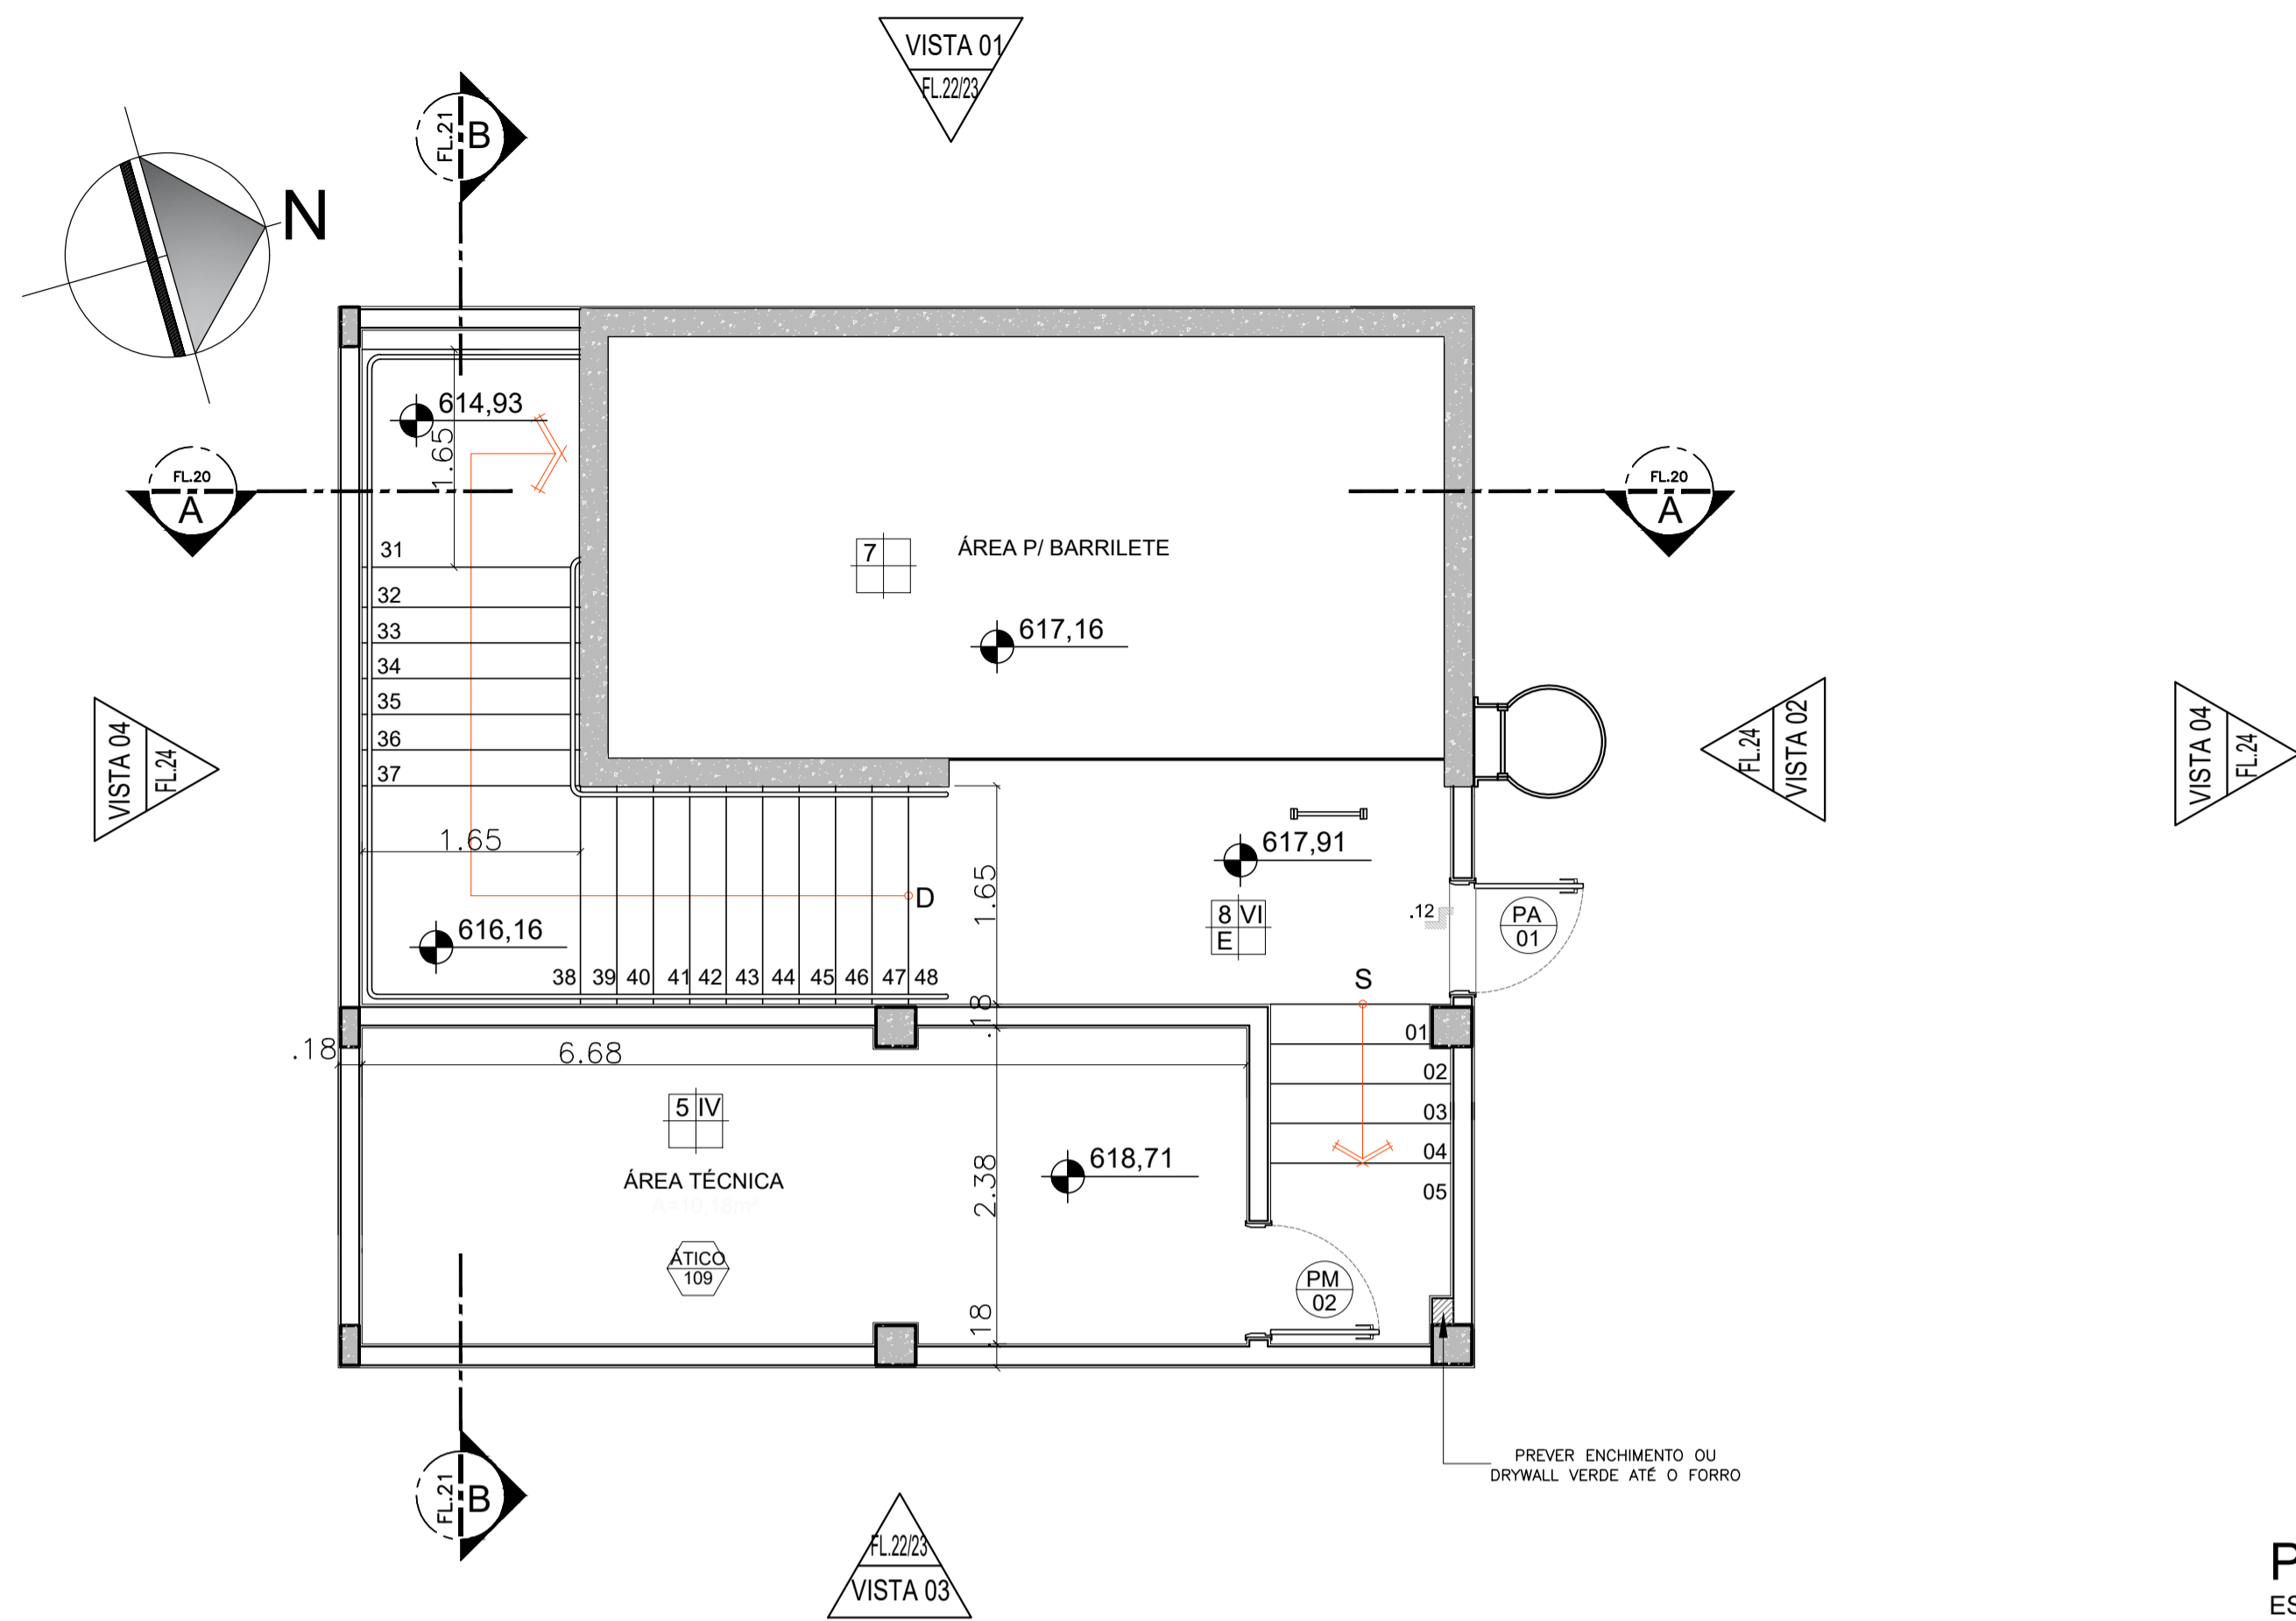 VISTA 01
FL.22/23
FL.21
B
N
614,93
1.65
FL.20
A
FL.20
A
7
ÁREA P/ BARRILETE
31
32
33
34
35
36
37
617,16
VISTA 04
FL.24
FL.24
VISTA 02
VISTA 04
FL.24
1.65
617,91
1.65
D
8 VI
E
.12
PA
01
616,16
38 39 40 41 42 43 44 45 46 47 48
S
.18
01
02
03
04
05
.18
6.68
5 IV
ÁREA TÉCNICA
A=10,18m²
618,71
2.38
ÁTICO
109
PM
02
.18
PREVER ENCHIMENTO OU
DRYWALL VERDE ATÉ O FORRO
FL.21
B
FL.22/23
VISTA 03
P
ES